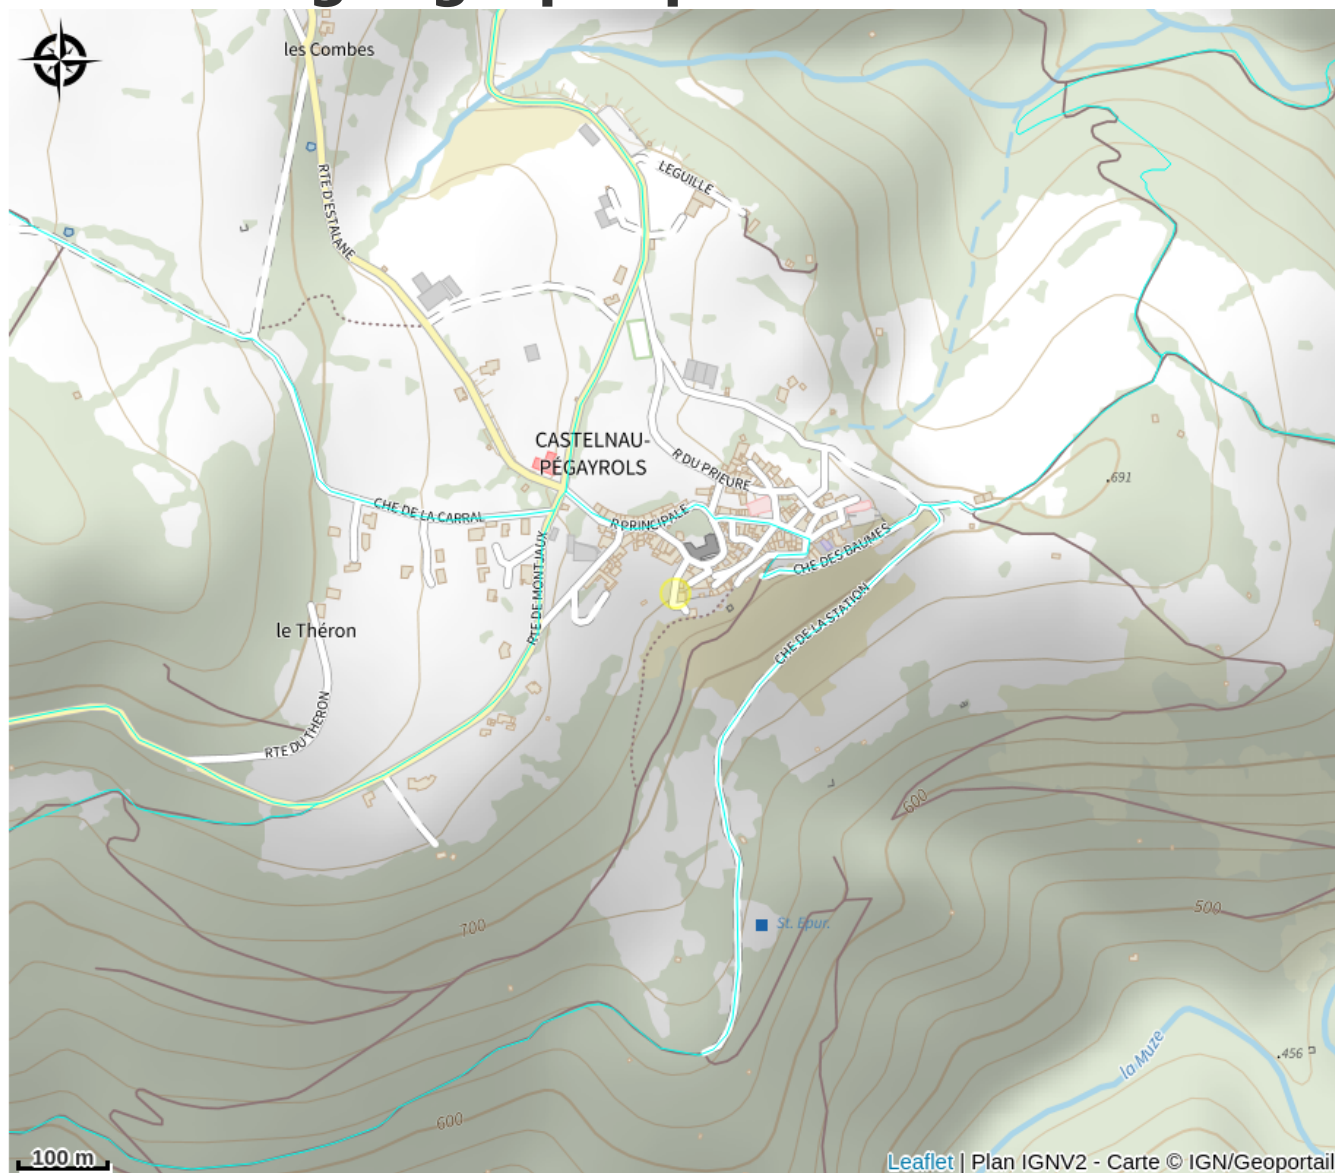 les Combes
LEGUILLE
RTE D'ESTALANE
CASTELNAU-
PÉGAYROLS
R DU PRIEURE
.691
CHE DE LA CARRAL
R PRINCIPALE
CHE DES BAUMES
RTE DE MONTJAUX
CHE DE LA STATION
le Théron
RTE DU THERON
600
500
700
St. Epur.
la Muze
.456
600
100 m
Leaflet | Plan IGNV2 - Carte © IGN/Geoportail